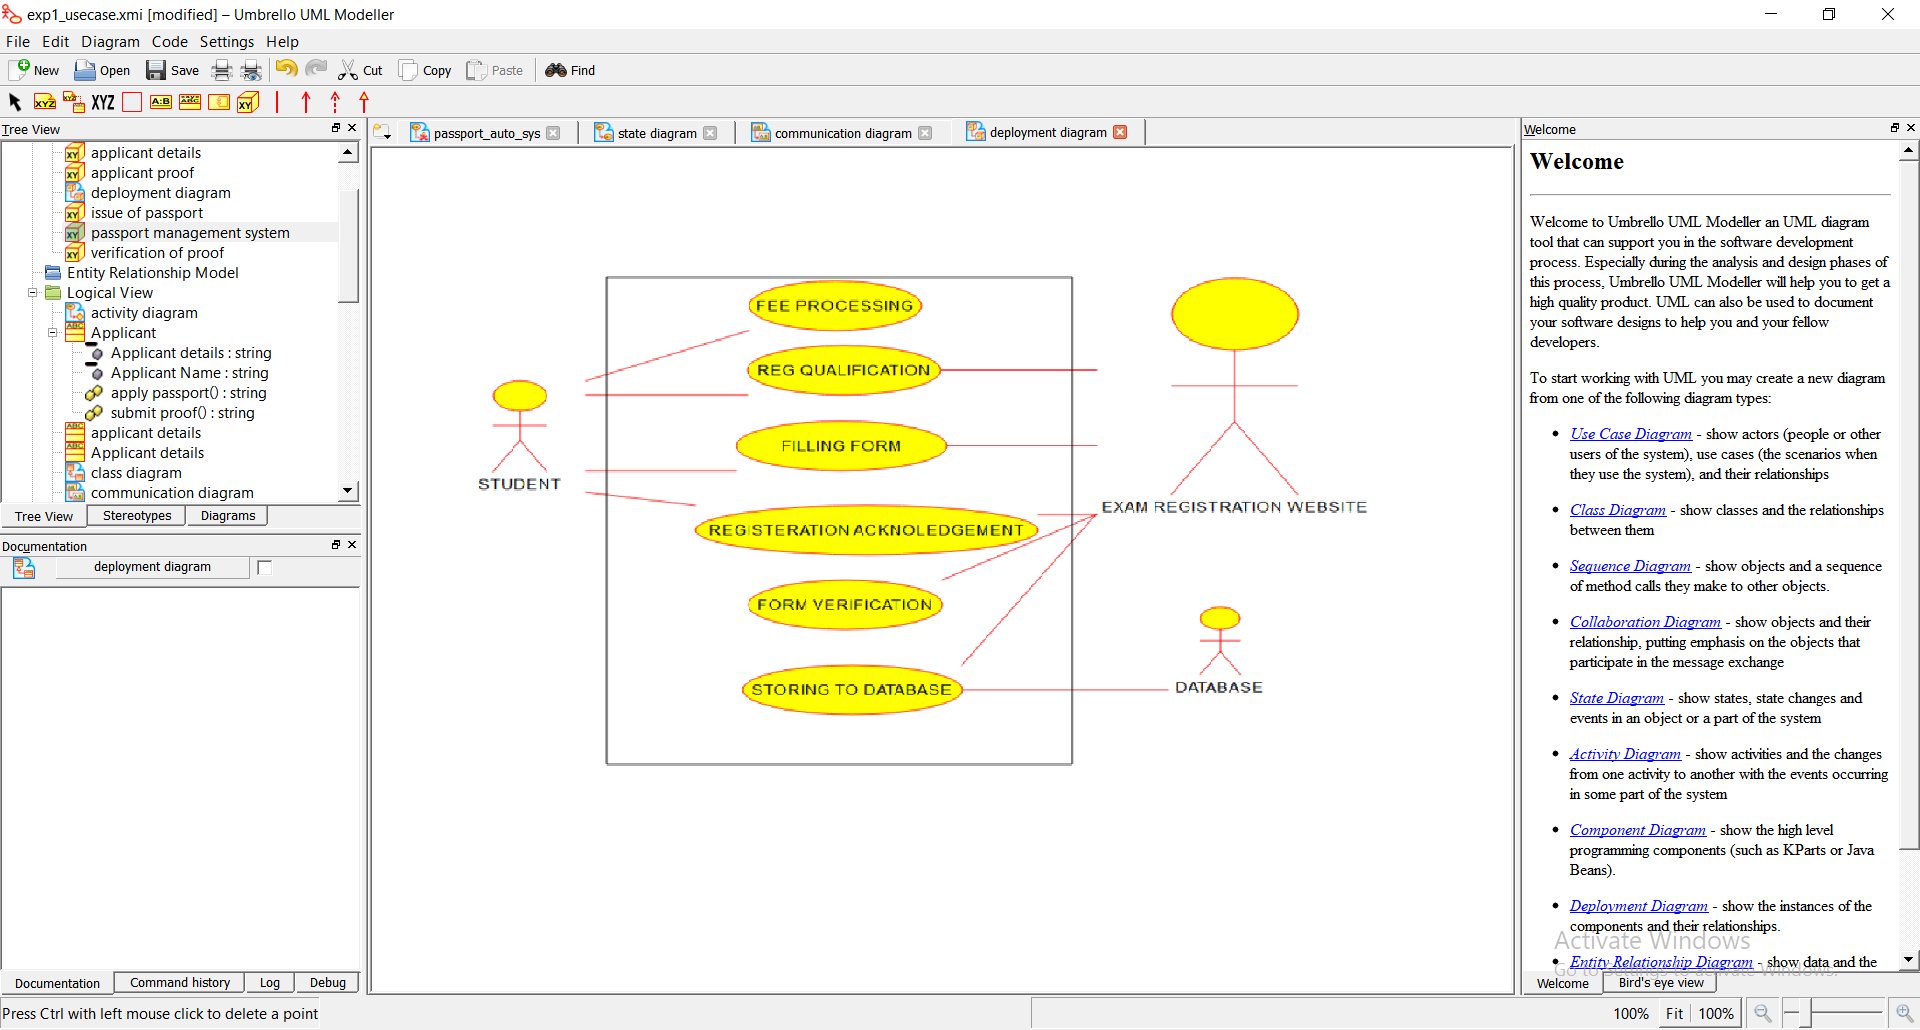 exp1_usecase.xmi [modified] – Umbrello UML Modeller
File Edit Diagram Code Settings Help
New Open Save Cut Copy Paste Find
XYZ XYZ XYZ A:B ABC XY
Tree View
applicant details
applicant proof
deployment diagram
issue of passport
passport management system
verification of proof
Entity Relationship Model
Logical View
activity diagram
Applicant
Applicant details : string
Applicant Name : string
apply passport() : string
submit proof() : string
applicant details
Applicant details
class diagram
communication diagram
Tree View Stereotypes Diagrams
Documentation
deployment diagram
Documentation Command history Log Debug
passport_auto_sys state diagram communication diagram deployment diagram
FEE PROCESSING
REG QUALIFICATION
FILLING FORM
STUDENT
EXAM REGISTRATION WEBSITE
REGISTERATION ACKNOLEDGEMENT
FORM VERIFICATION
STORING TO DATABASE
DATABASE
Welcome
Welcome
Welcome to Umbrello UML Modeller an UML diagram
tool that can support you in the software development
process. Especially during the analysis and design phases of
this process, Umbrello UML Modeller will help you to get a
high quality product. UML can also be used to document
your software designs to help you and your fellow
developers.
To start working with UML you may create a new diagram
from one of the following diagram types:
• Use Case Diagram - show actors (people or other
users of the system), use cases (the scenarios when
they use the system), and their relationships
• Class Diagram - show classes and the relationships
between them
• Sequence Diagram - show objects and a sequence
of method calls they make to other objects.
• Collaboration Diagram - show objects and their
relationship, putting emphasis on the objects that
participate in the message exchange
• State Diagram - show states, state changes and
events in an object or a part of the system
• Activity Diagram - show activities and the changes
from one activity to another with the events occurring
in some part of the system
• Component Diagram - show the high level
programming components (such as KParts or Java
Beans).
• Deployment Diagram - show the instances of the
components and their relationships.
Activate Windows
• Entity Relationship Diagram - show data and the
Go to Settings to activate Windows.
Welcome Bird's eye view
Press Ctrl with left mouse click to delete a point
100% Fit 100%